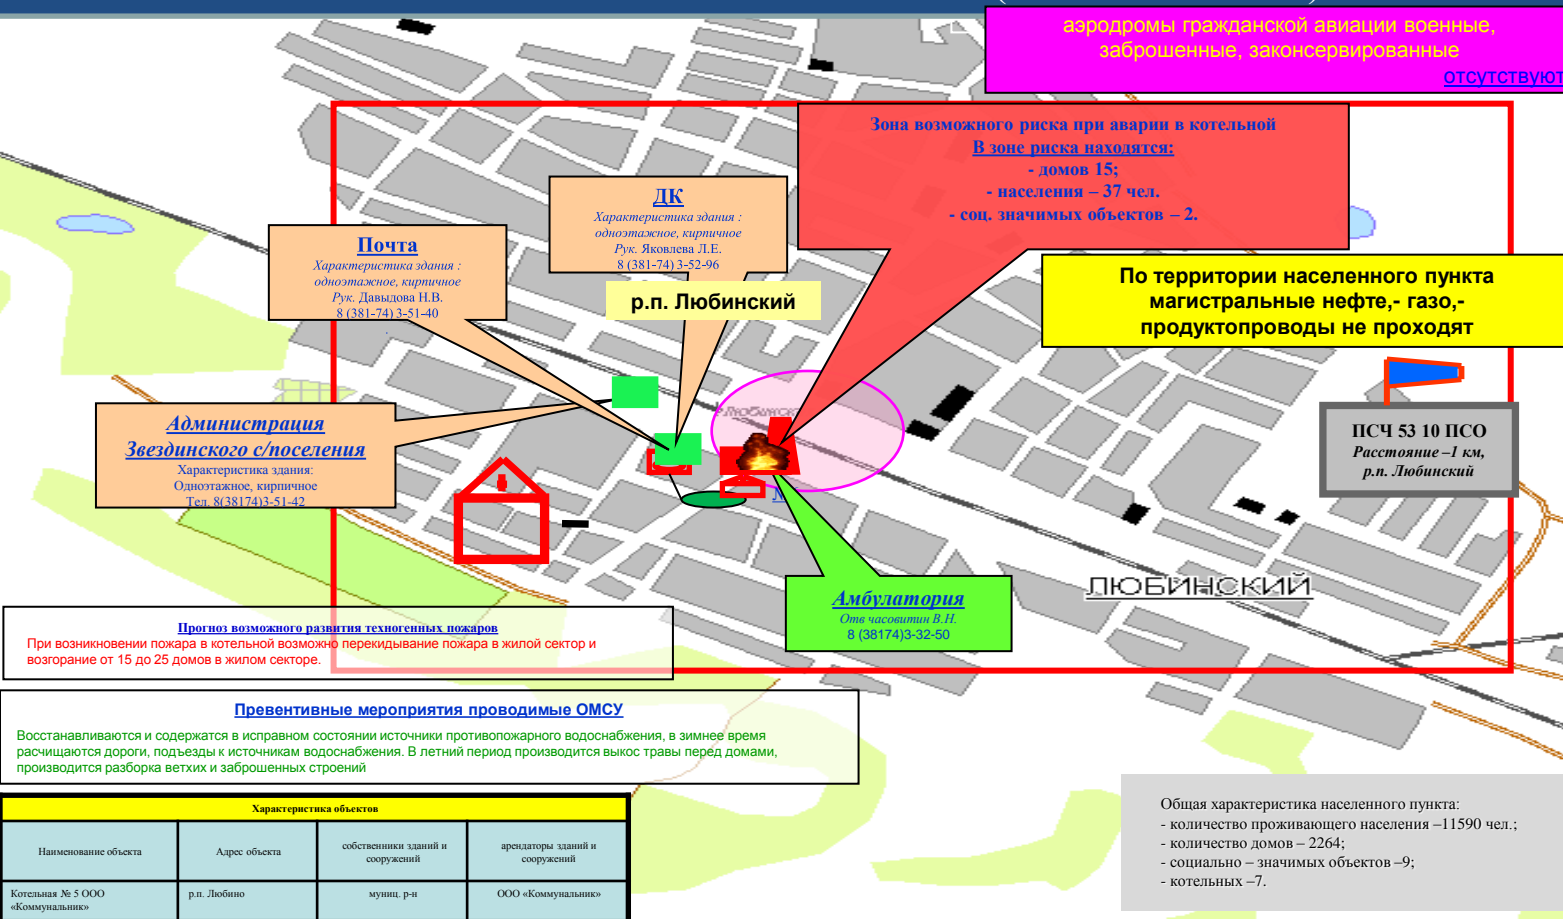 аэродромы гражданской авиации военные,
заброшенные, законсервированные
отсутствуют
Зона возможного риска при аварии в котельной
В зоне риска находятся:
- домов 15;
- населения – 37 чел.
- соц. значимых объектов – 2.
ДК
Характеристика здания :
одноэтажное, кирпичное
Рук. Яковлева Л.Е.
8 (381-74) 3-52-96
Почта
Характеристика здания :
одноэтажное, кирпичное
Рук. Давыдова Н.В.
8 (381-74) 3-51-40
.
р.п. Любинский
По территории населенного пункта
магистральные нефте,- газо,-
продуктопроводы не проходят
Администрация
Звездинского с/поселения
Характеристика здания:
Одноэтажное, кирпичное
Тел. 8(38174)3-51-42
ПСЧ 53 10 ПСО
Расстояние –1 км,
р.п. Любинский
ЛЮБИНСКИЙ
Амбулатория
Отв часовитин В.Н.
8 (38174)3-32-50
Прогноз возможного развития техногенных пожаров
При возникновении пожара в котельной возможно перекидывание пожара в жилой сектор и
возгорание от 15 до 25 домов в жилом секторе.
Превентивные мероприятия проводимые ОМСУ
Восстанавливаются и содержатся в исправном состоянии источники противопожарного водоснабжения, в зимнее время
расчищаются дороги, подъезды к источникам водоснабжения. В летний период производится выкос травы перед домами,
производится разборка ветхих и заброшенных строений
Характеристика объектов
Наименование объекта
Адрес объекта
собственники зданий и
сооружений
арендаторы зданий и
сооружений
Котельная № 5 ООО
«Коммунальник»
р.п. Любино
муниц. р-н
ООО «Коммунальник»
Общая характеристика населенного пункта:
- количество проживающего населения –11590 чел.;
- количество домов – 2264;
- социально – значимых объектов –9;
- котельных –7.